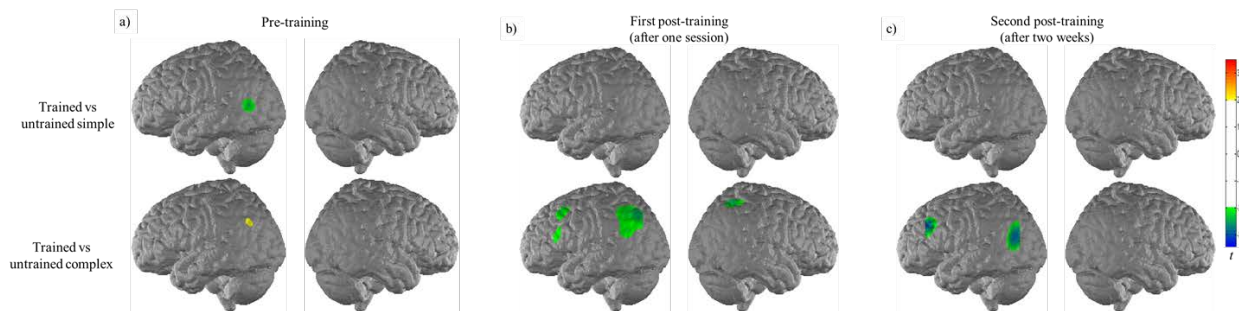 a)
Pre-training
b)
First post-training
(after one session)
c)
Second post-training
(after two weeks)
Trained vs
untrained simple
Trained vs
untrained complex
t